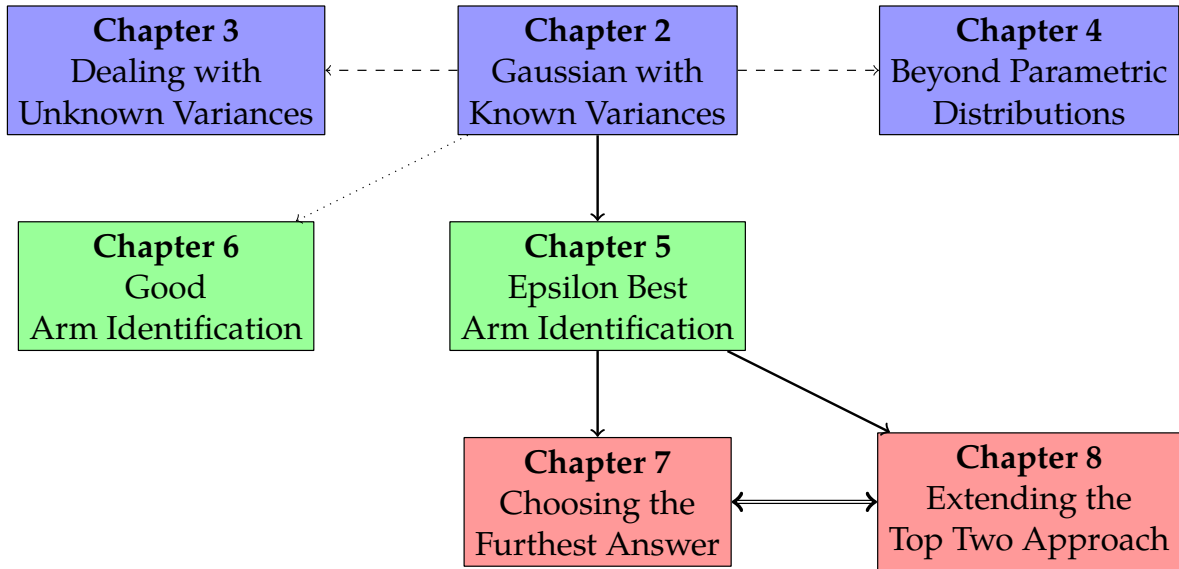 Chapter 3
Dealing with
Unknown Variances
Chapter 2
Gaussian with
Known Variances
Chapter 4
Beyond Parametric
Distributions
Chapter 6
Good
Arm Identification
Chapter 5
Epsilon Best
Arm Identification
Chapter 7
Choosing the
Furthest Answer
Chapter 8
Extending the
Top Two Approach